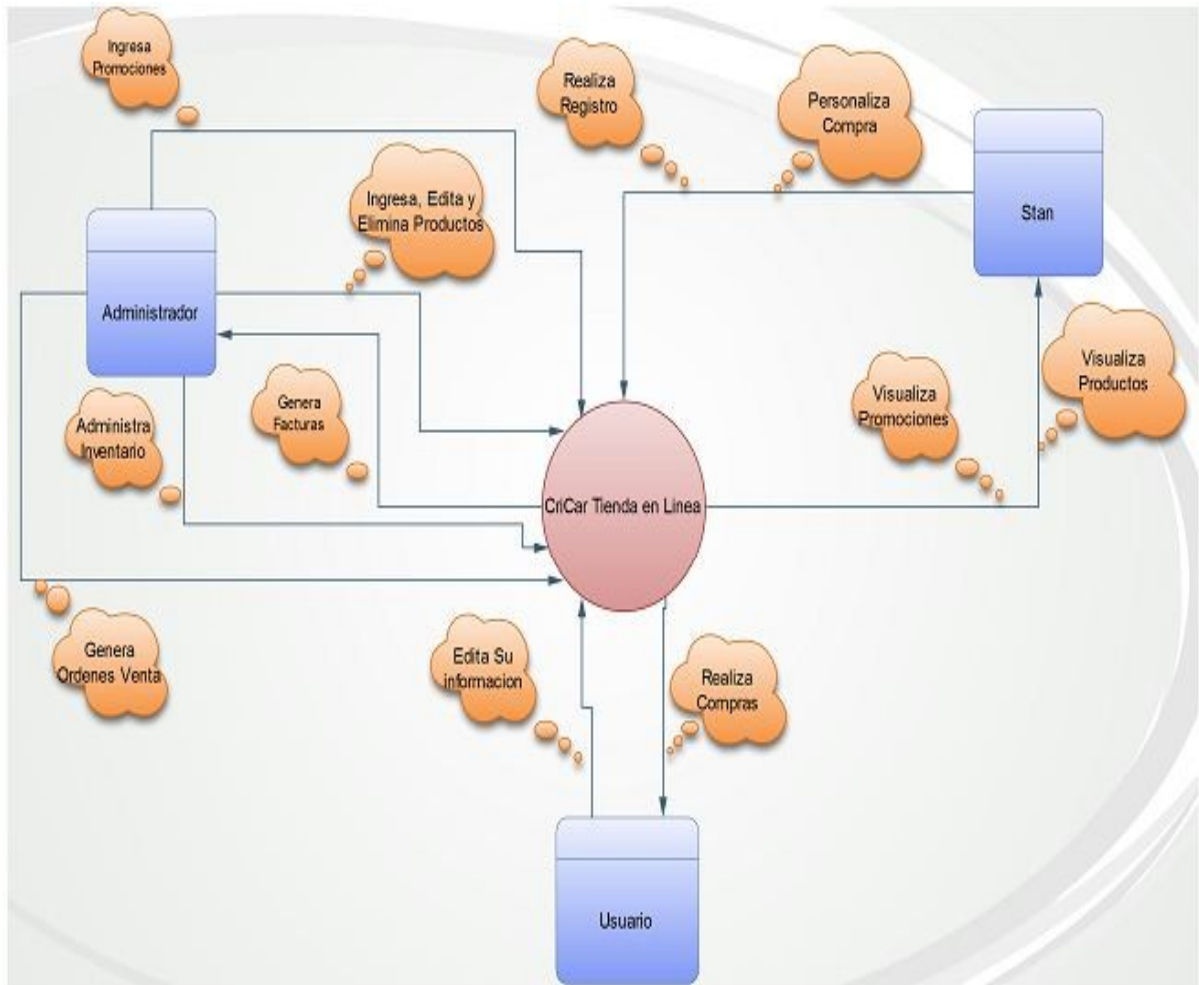 Ingresa
Promociones
Realiza
Registro
Personaliza
Compra
Ingresa, Edita y
Elimina Productos
Stan
Administrador
Visualiza
Productos
Visualiza
Promociones
Genera
Facturas
Administra
Inventario
CriCar Tienda en Linea
Genera
Ordenes Venta
Edita Su
informacion
Realiza
Compras
Usuario